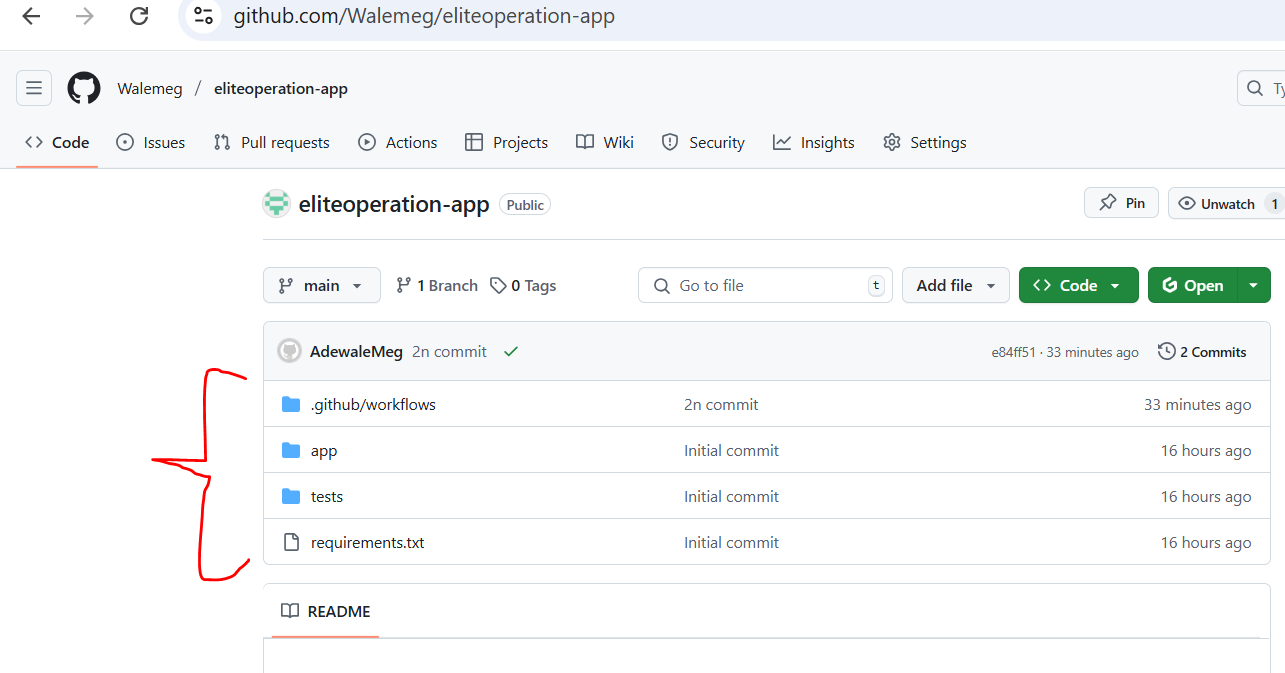 github.com/Walemeg/eliteoperation-app
Walemeg / eliteoperation-app
Ty
Code Issues Pull requests Actions Projects Wiki Security Insights Settings
eliteoperation-app Public Pin Unwatch 1
main 1 Branch 0 Tags Go to file t Add file Code Open
AdewaleMeg 2n commit e84ff51 · 33 minutes ago 2 Commits
.github/workflows 2n commit 33 minutes ago
app Initial commit 16 hours ago
tests Initial commit 16 hours ago
requirements.txt Initial commit 16 hours ago
README